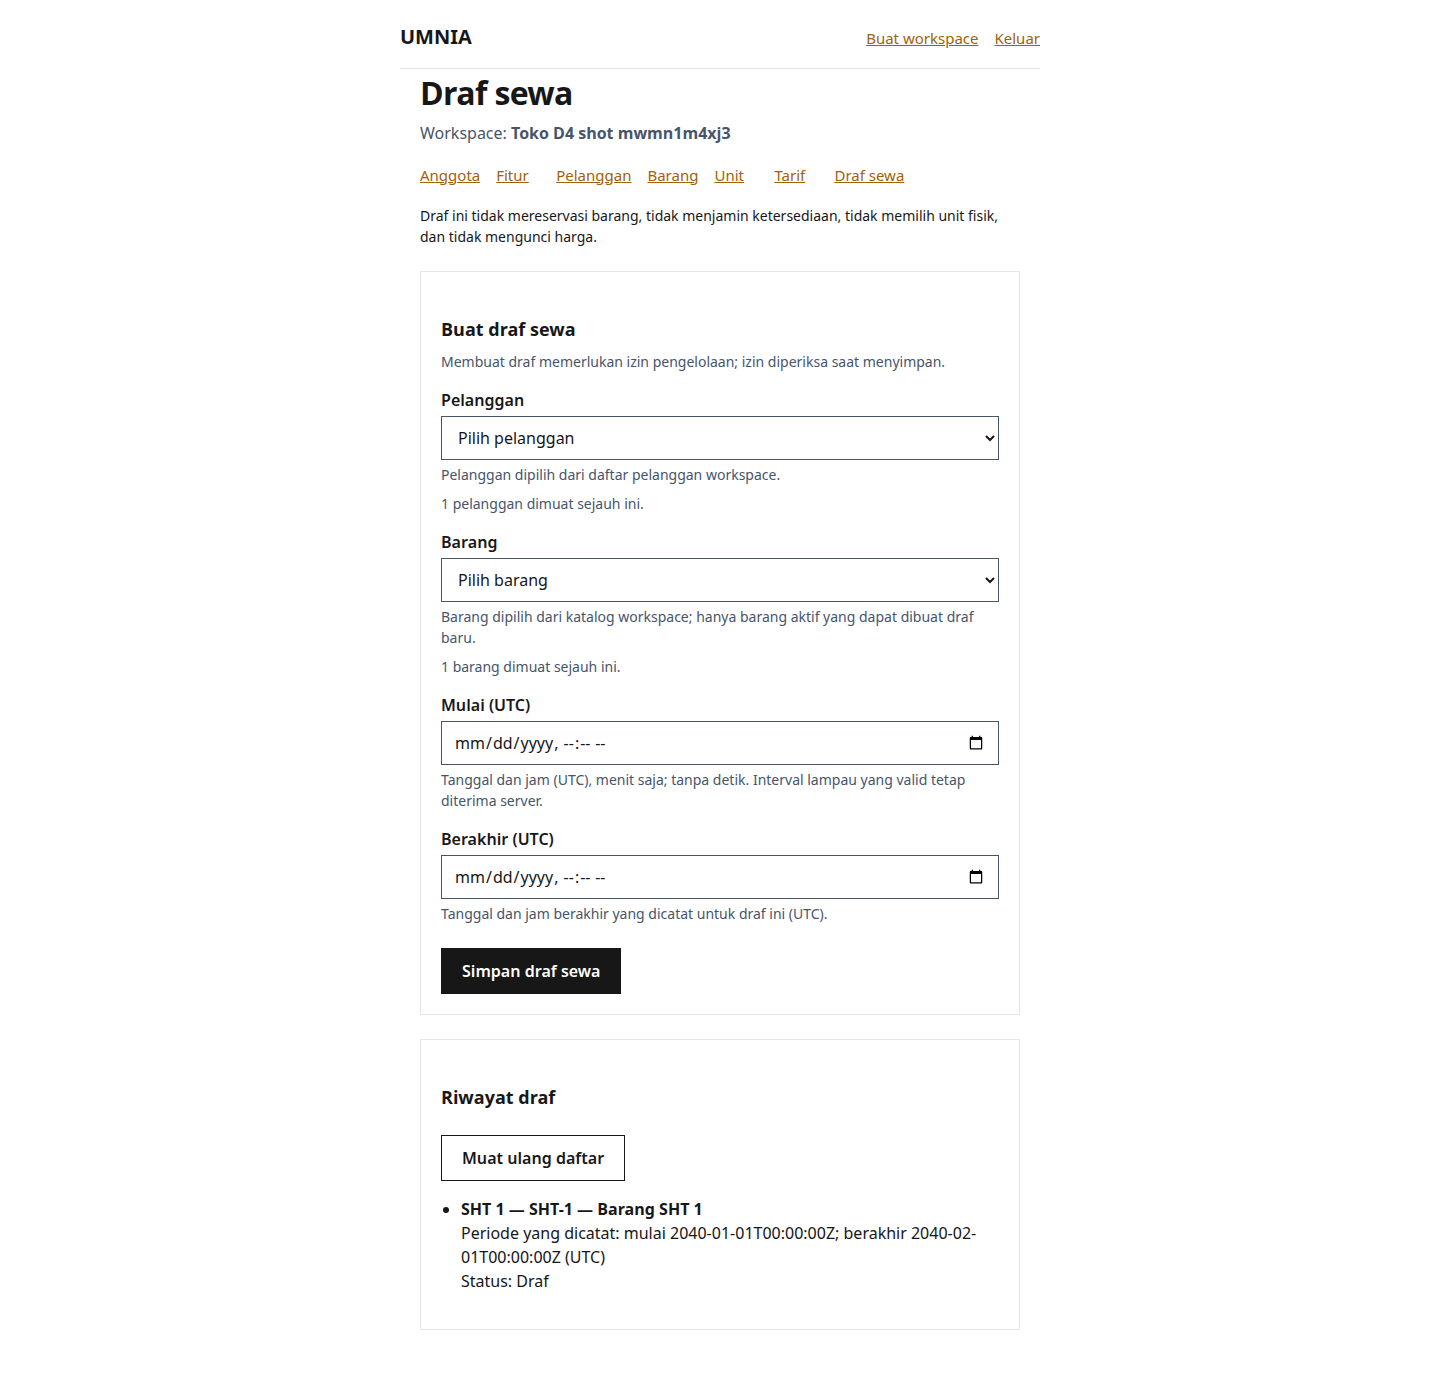 UMNIA
Buat workspace Keluar
Draf sewa
Workspace: Toko D4 shot mwmn1m4xj3
Anggota Fitur Pelanggan Barang Unit Tarif Draf sewa
Draf ini tidak mereservasi barang, tidak menjamin ketersediaan, tidak memilih unit fisik,
dan tidak mengunci harga.
Buat draf sewa
Membuat draf memerlukan izin pengelolaan; izin diperiksa saat menyimpan.
Pelanggan
Pilih pelanggan
Pelanggan dipilih dari daftar pelanggan workspace.
1 pelanggan dimuat sejauh ini.
Barang
Pilih barang
Barang dipilih dari katalog workspace; hanya barang aktif yang dapat dibuat draf
baru.
1 barang dimuat sejauh ini.
Mulai (UTC)
mm/dd/yyyy, --:-- --
Tanggal dan jam (UTC), menit saja; tanpa detik. Interval lampau yang valid tetap
diterima server.
Berakhir (UTC)
mm/dd/yyyy, --:-- --
Tanggal dan jam berakhir yang dicatat untuk draf ini (UTC).
Simpan draf sewa
Riwayat draf
Muat ulang daftar
SHT 1 — SHT-1 — Barang SHT 1
Periode yang dicatat: mulai 2040-01-01T00:00:00Z; berakhir 2040-02-
01T00:00:00Z (UTC)
Status: Draf